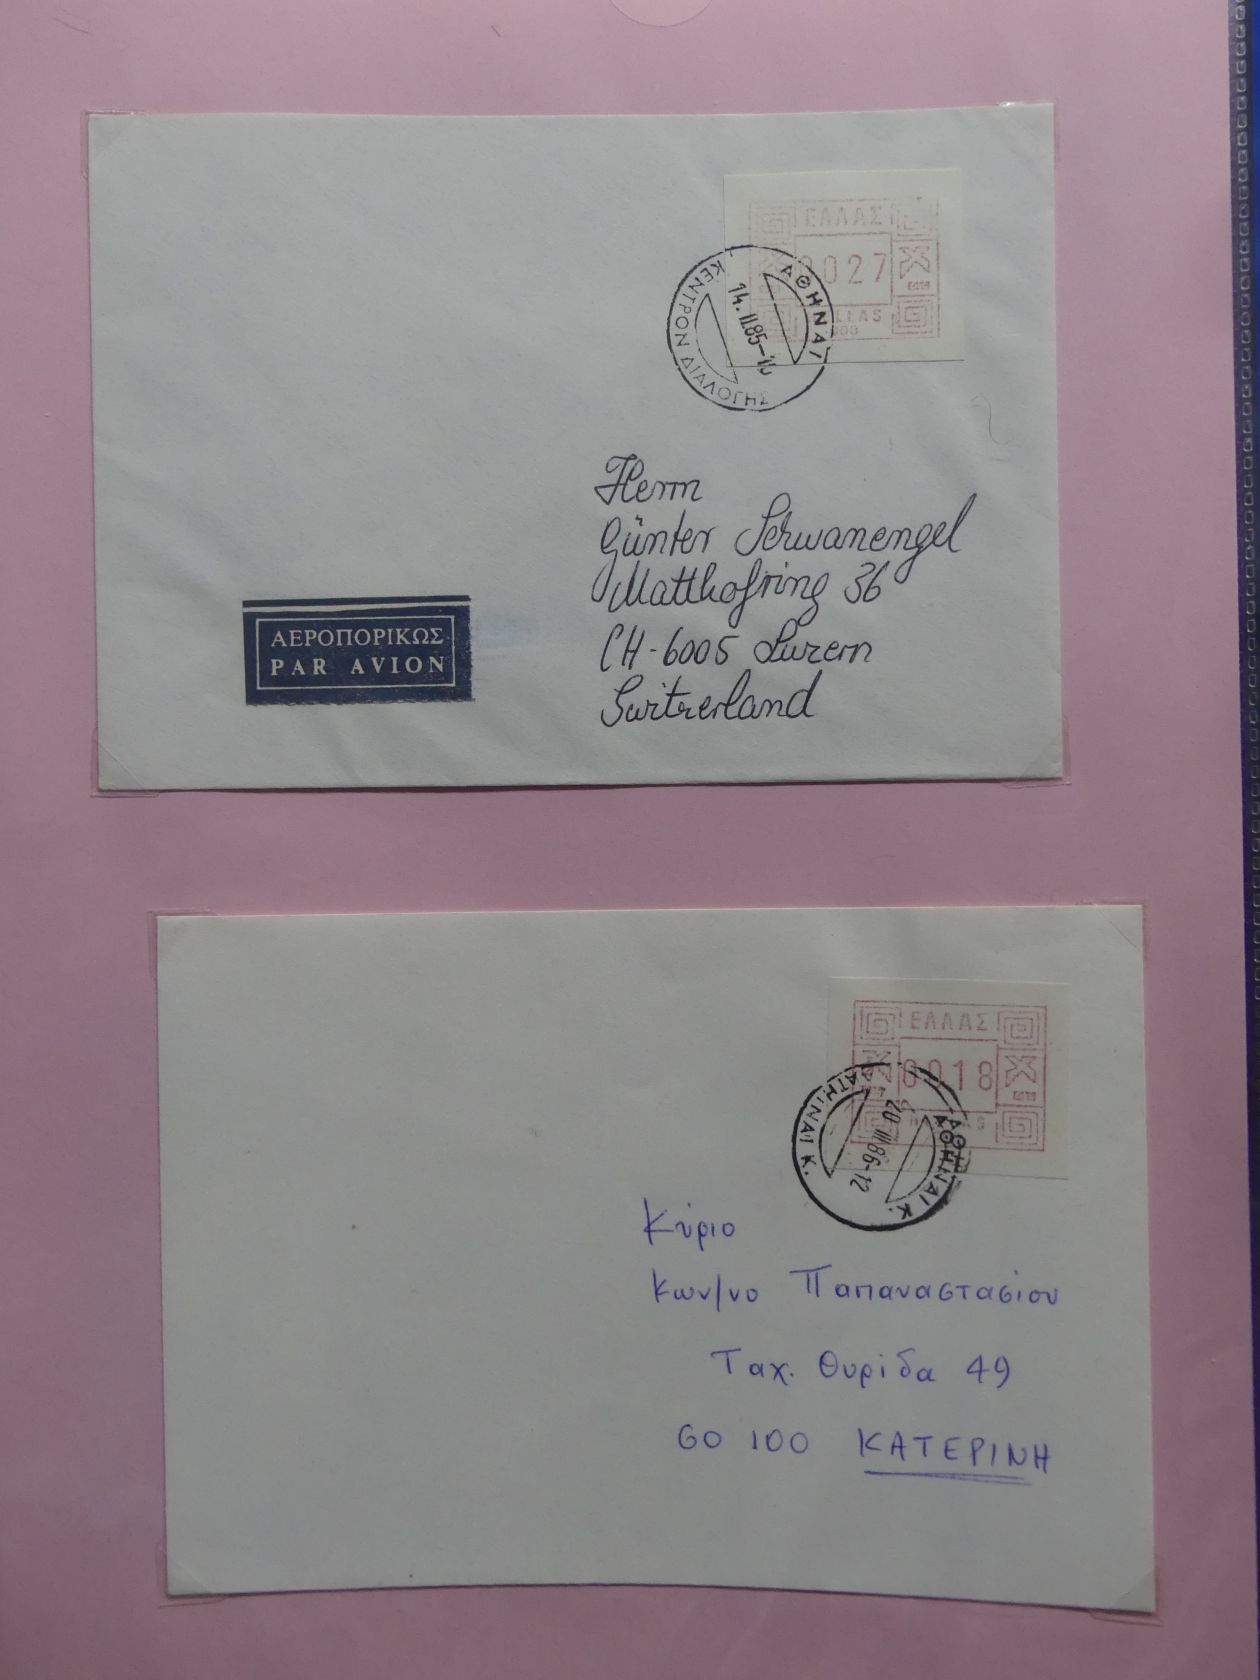 ΕΛΛΑΣ
0027
ΑΘΗΝΑΙ
14.II.85-
ΚΕΝΤΡΟΝ ΔΙΑΛΟΓΗΣ
Herrn
Günter Schwanengel
Matthofring 36
CH-6005 Luzern
Switzerland
ΑΕΡΟΠΟΡΙΚΩΣ
PAR AVION
ΕΛΛΑΣ
0018
ATHINAI K.
20.III.86-12
ΑΘΗΝΑΙ Κ.
Κύριο
Κων/νο Παπαναστασίου
Ταχ. Θυρίδα 49
60 100 ΚΑΤΕΡΙΝΗ